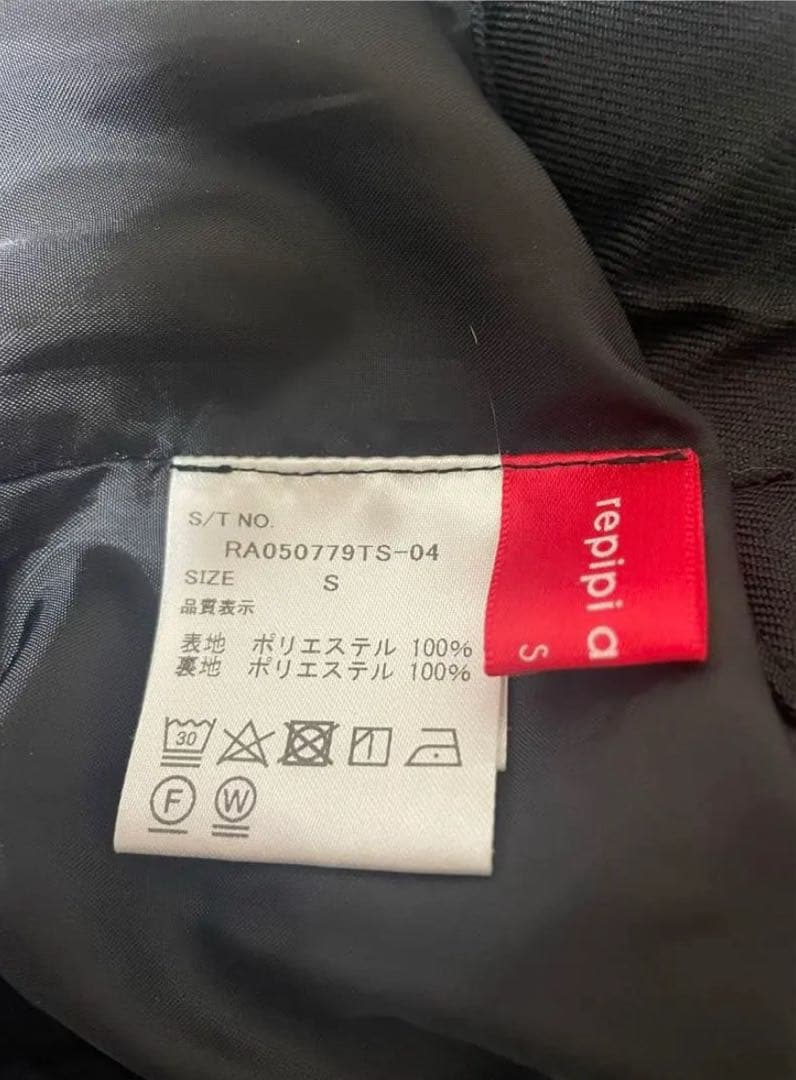 S/T NO.
RA050779TS-04
SIZE S
品質表示
表地 ポリエステル 100%
裏地 ポリエステル 100%
30
F W
repipi a
S